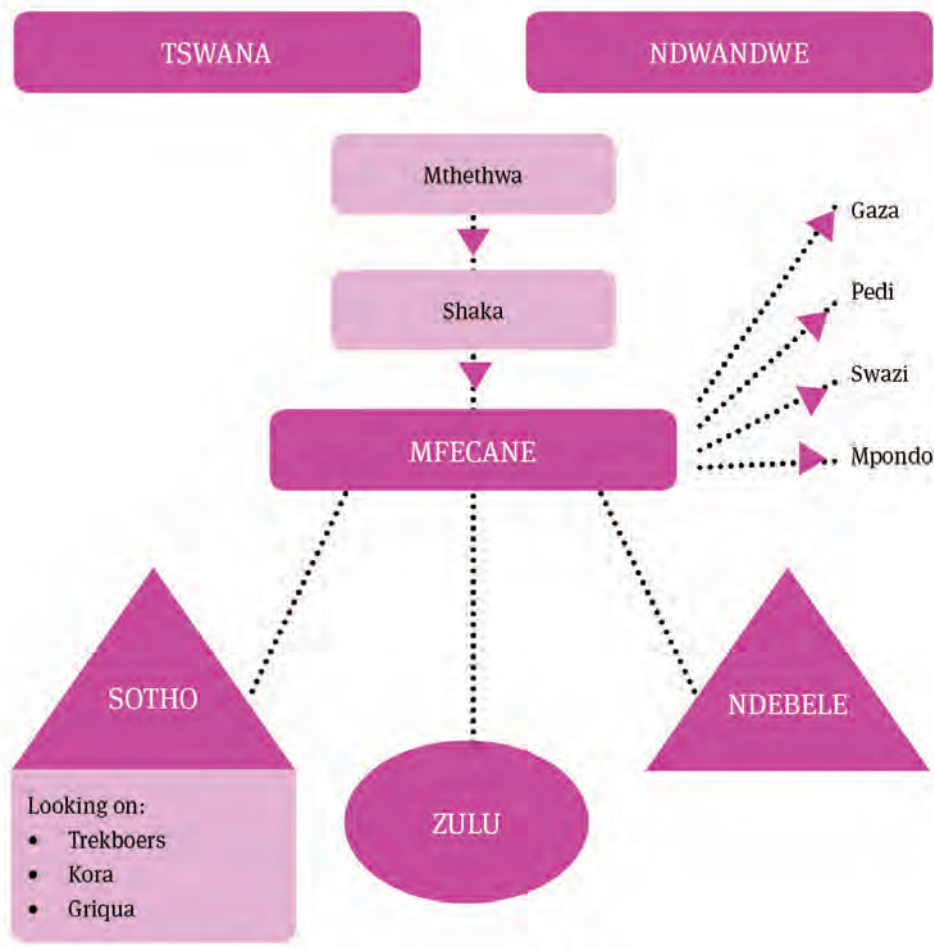 TSWANA
NDWANDWE
Mthethwa
Shaka
MFECANE
Gaza
Pedi
Swazi
Mpondo
SOTHO
Looking on:
• Trekboers
• Kora
• Griqua
ZULU
NDEBELE